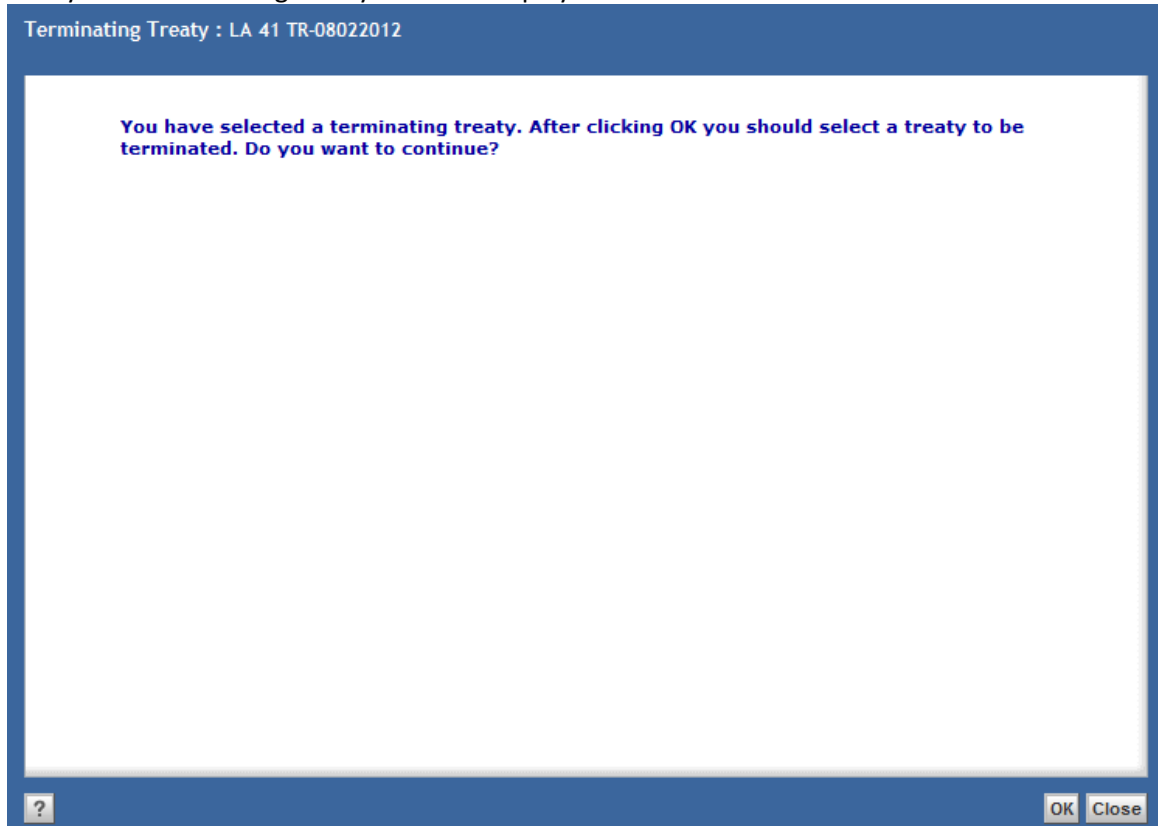 Terminating Treaty : LA 41 TR-08022012
You have selected a terminating treaty. After clicking OK you should select a treaty to be
terminated. Do you want to continue?
?
OK Close